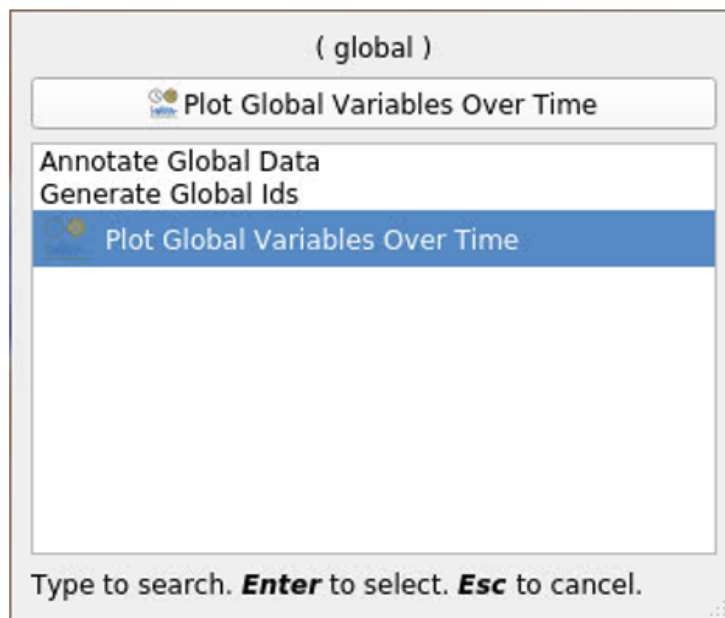 ( global )
Plot Global Variables Over Time
Annotate Global Data
Generate Global Ids
Plot Global Variables Over Time
Type to search. Enter to select. Esc to cancel.